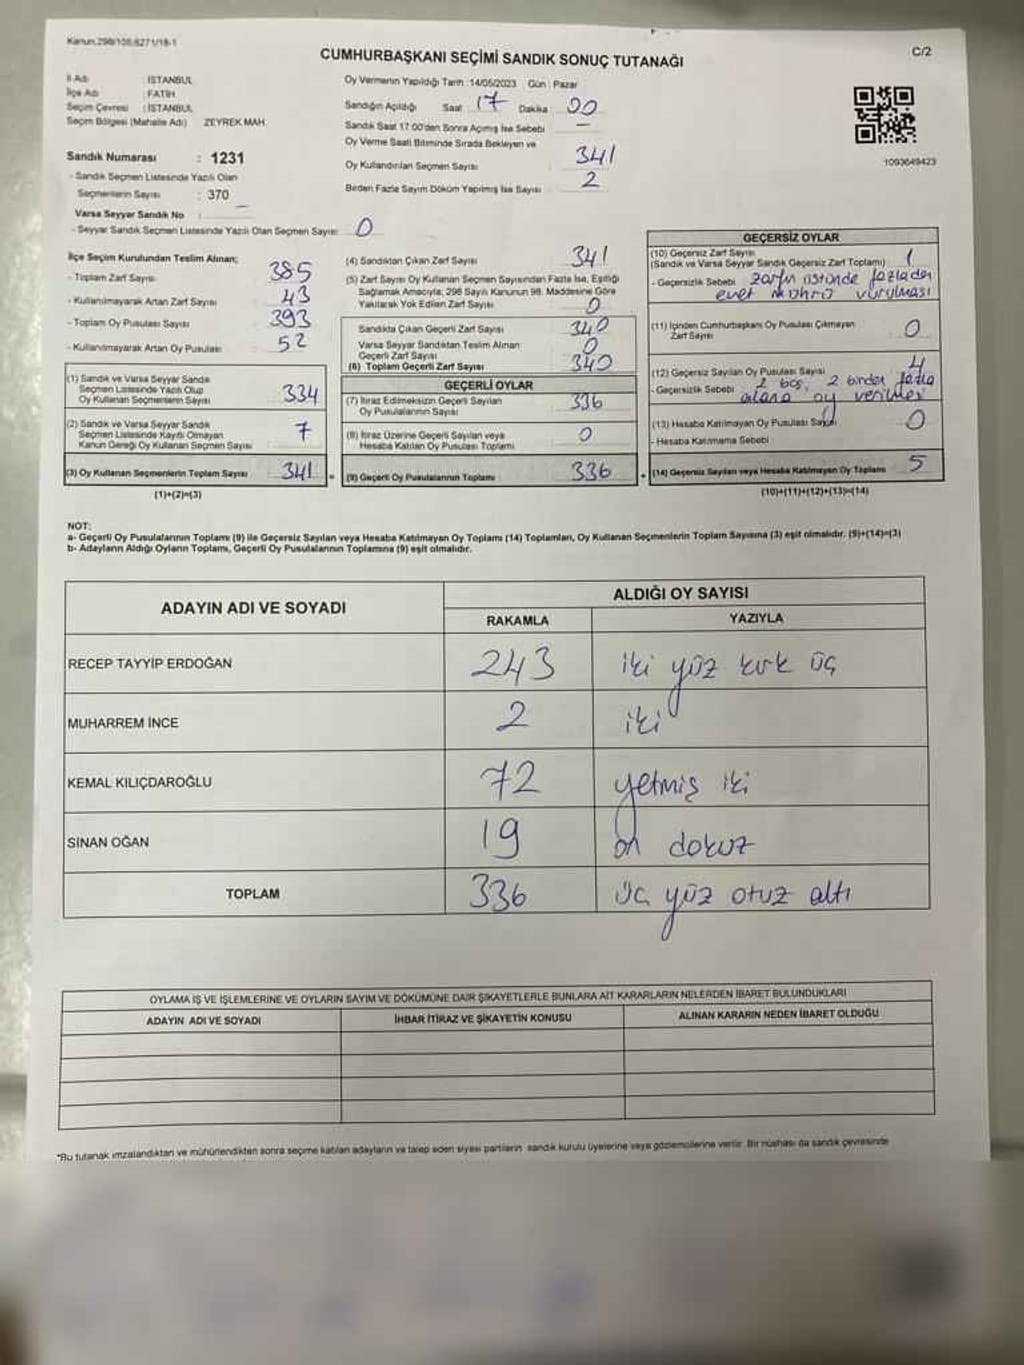 Kanun:298/105;6271/18-1
C/2
CUMHURBAŞKANI SEÇİMİ SANDIK SONUÇ TUTANAĞI
İl Adı : İSTANBUL
İlçe Adı : FATİH
Seçim Çevresi : İSTANBUL
Seçim Bölgesi (Mahalle Adı) ZEYREK MAH.
Sandık Numarası : 1231
- Sandık Seçmen Listesinde Yazılı Olan
Seçmenlerin Sayısı : 370
Varsa Seyyar Sandık No : —
- Seyyar Sandık Seçmen Listesinde Yazılı Olan Seçmen Sayısı: 0
Oy Vermenin Yapıldığı Tarih :14/05/2023 Gün : Pazar
Sandığın Açıldığı Saat : 17 Dakika : 00
Sandık Saat 17:00'den Sonra Açılmış İse Sebebi —
Oy Verme Saati Bitiminde Sırada Bekleyen ve
Oy Kullandırılan Seçmen Sayısı 341
Birden Fazla Sayım Döküm Yapılmış İse Sayısı 2
1093649423
İlçe Seçim Kurulundan Teslim Alınan;
- Toplam Zarf Sayısı 385
- Kullanılmayarak Artan Zarf Sayısı : 43
- Toplam Oy Pusulası Sayısı : 393
- Kullanılmayarak Artan Oy Pusulası : 52
(1) Sandık ve Varsa Seyyar Sandık
Seçmen Listesinde Yazılı Olup
Oy Kullanan Seçmenlerin Sayısı 334
(2) Sandık ve Varsa Seyyar Sandık
Seçmen Listesinde Kayıtlı Olmayan
Kanun Gereği Oy Kullanan Seçmen Sayısı 7
(3) Oy Kullanan Seçmenlerin Toplam Sayısı 341
(1)+(2)=(3)
(4) Sandıktan Çıkan Zarf Sayısı 341
(5) Zarf Sayısı Oy Kullanan Seçmen Sayısından Fazla İse, Eşitliği
Sağlamak Amacıyla; 298 Sayılı Kanunun 98. Maddesine Göre
Yakılarak Yok Edilen Zarf Sayısı 0
Sandıkta Çıkan Geçerli Zarf Sayısı 340
Varsa Seyyar Sandıktan Teslim Alınan
Geçerli Zarf Sayısı 0
(6) Toplam Geçerli Zarf Sayısı 340
GEÇERLİ OYLAR
(7) İtiraz Edilmeksizin Geçerli Sayılan
Oy Pusulalarının Sayısı 336
(8) İtiraz Üzerine Geçerli Sayılan veya
Hesaba Katılan Oy Pusulası Toplamı 0
(9) Geçerli Oy Pusulalarının Toplamı 336
GEÇERSİZ OYLAR
(10) Geçersiz Zarf Sayısı
(Sandık ve Varsa Seyyar Sandık Geçersiz Zarf Toplamı) 1
- Geçersizlik Sebebi zarfın üstünde fazladan
evet mührü vurulması
(11) İçinden Cumhurbaşkanı Oy Pusulası Çıkmayan
Zarf Sayısı 0
(12) Geçersiz Sayılan Oy Pusulası Sayısı 4
- Geçersizlik Sebebi 2 boş, 2 birden fazla
alana oy verilmesi
(13) Hesaba Katılmayan Oy Pusulası Sayısı 0
- Hesaba Katılmama Sebebi
(14) Geçersiz Sayılan veya Hesaba Katılmayan Oy Toplamı 5
(10)+(11)+(12)+(13)=(14)
NOT:
a- Geçerli Oy Pusulalarının Toplamı (9) ile Geçersiz Sayılan veya Hesaba Katılmayan Oy Toplamı (14) Toplamları, Oy Kullanan Seçmenlerin Toplam Sayısına (3) eşit olmalıdır. (9)+(14)=(3)
b- Adayların Aldığı Oyların Toplamı, Geçerli Oy Pusulalarının Toplamına (9) eşit olmalıdır.
ADAYIN ADI VE SOYADI
ALDIĞI OY SAYISI
RAKAMLA YAZIYLA
RECEP TAYYİP ERDOĞAN 243 iki yüz kırk üç
MUHARREM İNCE 2 iki
KEMAL KILIÇDAROĞLU 72 yetmiş iki
SİNAN OĞAN 19 on dokuz
TOPLAM 336 üç yüz otuz altı
OYLAMA İŞ VE İŞLEMLERİNE VE OYLARIN SAYIM VE DÖKÜMÜNE DAİR ŞİKAYETLERLE BUNLARA AİT KARARLARIN NELERDEN İBARET BULUNDUKLARI
ADAYIN ADI VE SOYADI İHBAR İTİRAZ VE ŞİKAYETİN KONUSU ALINAN KARARIN NEDEN İBARET OLDUĞU
*Bu tutanak imzalandıktan ve mühürlendikten sonra seçime katılan adayların ve talep eden siyasi partilerin sandık kurulu üyelerine veya gözlemcilerine verilir. Bir nüshası da sandık çevresinde